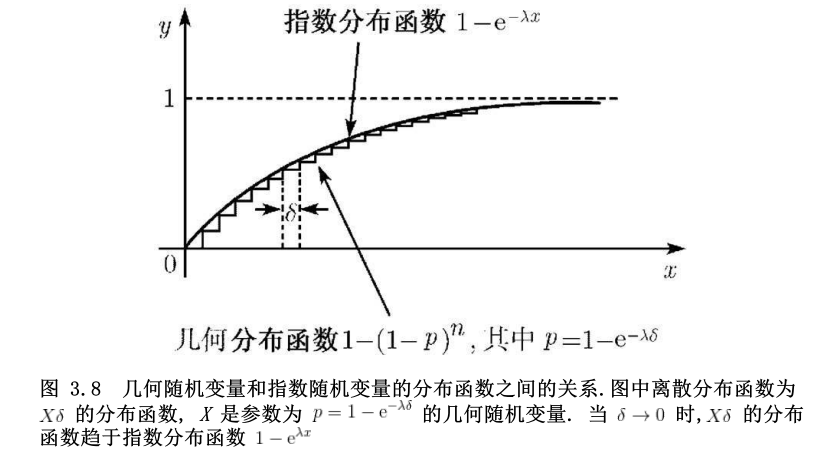 指数分布函数 1−e^{−λx}
y
1
δ
0
x
几何分布函数1−(1−p)^n,其中 p=1−e^{−λδ}
图 3.8 几何随机变量和指数随机变量的分布函数之间的关系.图中离散分布函数为
Xδ 的分布函数, X 是参数为 p = 1 − e^{−λδ} 的几何随机变量. 当 δ → 0 时,Xδ 的分布
函数趋于指数分布函数 1 − e^{λx}